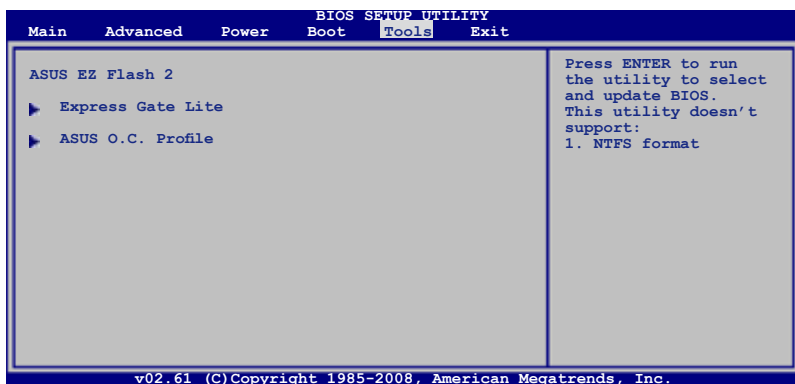 BIOS SETUP UTILITY
Main Advanced Power Boot Tools Exit
ASUS EZ Flash 2
Express Gate Lite
ASUS O.C. Profile
Press ENTER to run
the utility to select
and update BIOS.
This utility doesn't
support:
1. NTFS format
v02.61 (C)Copyright 1985-2008, American Megatrends, Inc.